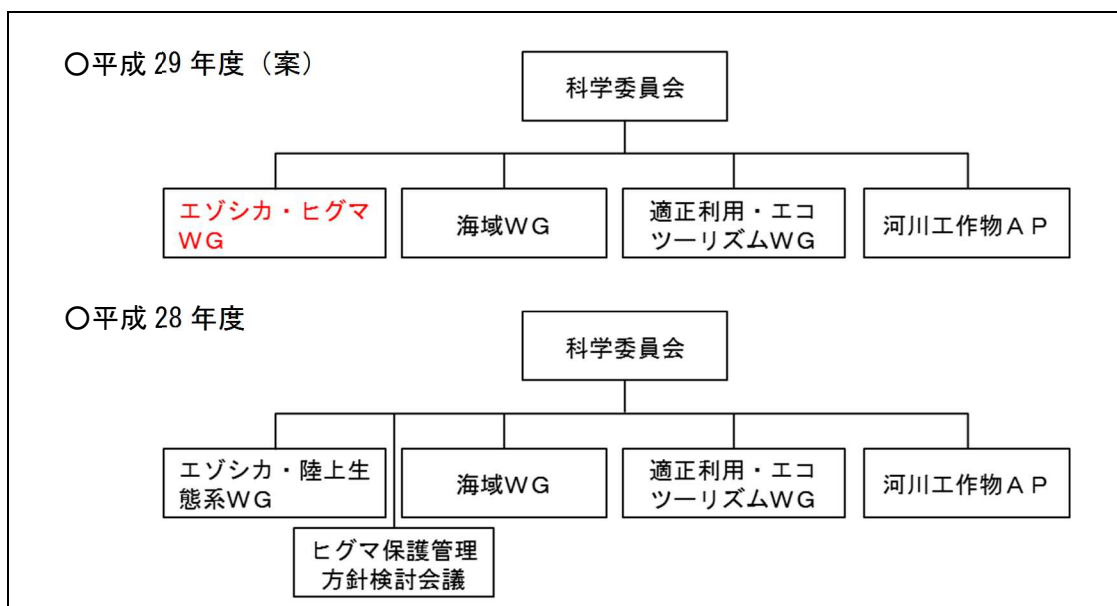 〇平成 29 年度（案）
科学委員会
エゾシカ・ヒグマ
ＷＧ
海域ＷＧ
適正利用・エコ
ツーリズムＷＧ
河川工作物ＡＰ
〇平成 28 年度
科学委員会
エゾシカ・陸上生
態系ＷＧ
海域ＷＧ
適正利用・エコ
ツーリズムＷＧ
河川工作物ＡＰ
ヒグマ保護管理
方針検討会議